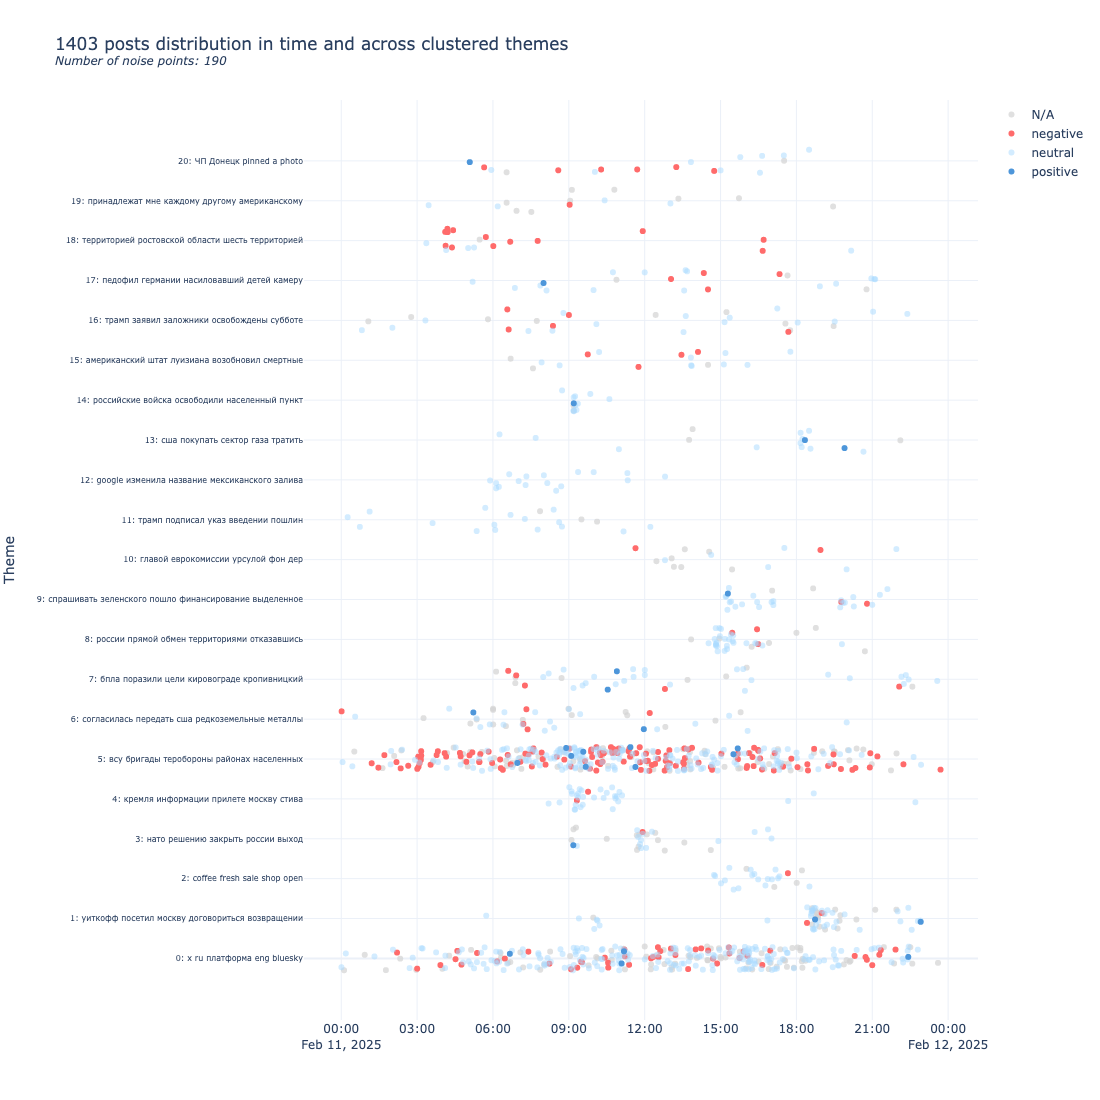 1403 posts distribution in time and across clustered themes
Number of noise points: 190
N/A
negative
neutral
positive
Theme
20: ЧП Донецк pinned a photo
19: принадлежат мне каждому другому американскому
18: территорией ростовской области шесть территорией
17: педофил германии насиловавший детей камеру
16: трамп заявил заложники освобождены субботе
15: американский штат луизиана возобновил смертные
14: российские войска освободили населенный пункт
13: сша покупать сектор газа тратить
12: google изменила название мексиканского залива
11: трамп подписал указ введении пошлин
10: главой еврокомиссии урсулой фон дер
9: спрашивать зеленского пошло финансирование выделенное
8: россии прямой обмен территориями отказавшись
7: бпла поразили цели кировограде кропивницкий
6: согласилась передать сша редкоземельные металлы
5: всу бригады теробороны районах населенных
4: кремля информации прилете москву стива
3: нато решению закрыть россии выход
2: coffee fresh sale shop open
1: уиткофф посетил москву договориться возвращении
0: x ru платформа eng bluesky
00:00 03:00 06:00 09:00 12:00 15:00 18:00 21:00 00:00
Feb 11, 2025 Feb 12, 2025